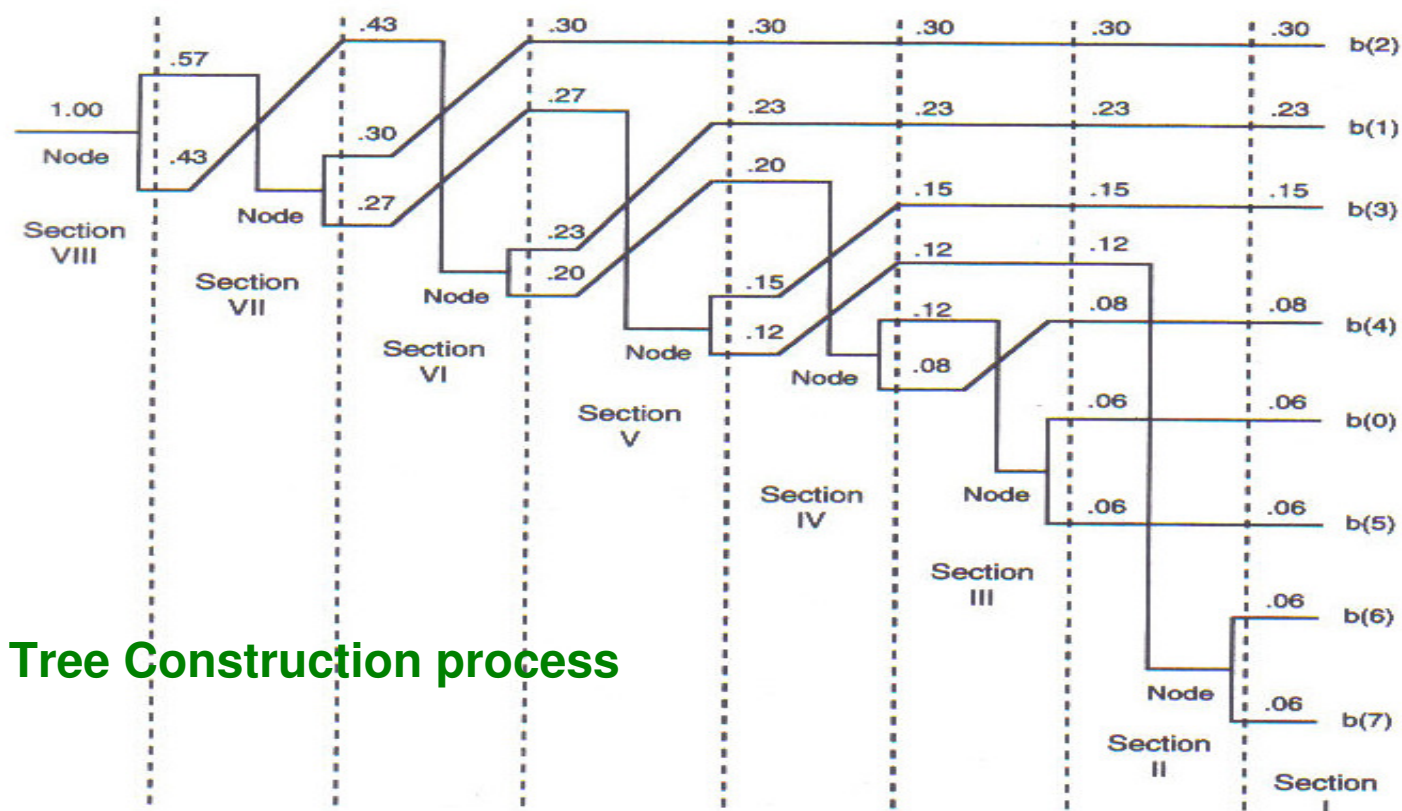 .43 .30 .30 .30 .30 .30 b(2)
.57
1.00 .27 .23 .23 .23 .23 b(1)
Node .43 .30 .20 .15 .15 .15 b(3)
Node .27
Section
VIII
.23 .12 .12
Section
VII
Node .20 .15 .12 .08 .08 b(4)
Section
VI
Node .12 Node .08
.06 .06 b(0)
Section
V
Node
Section
IV
.06 .06 b(5)
Section
III
.06 b(6)
Tree Construction process
Node .06 b(7)
Section
II
Section
I